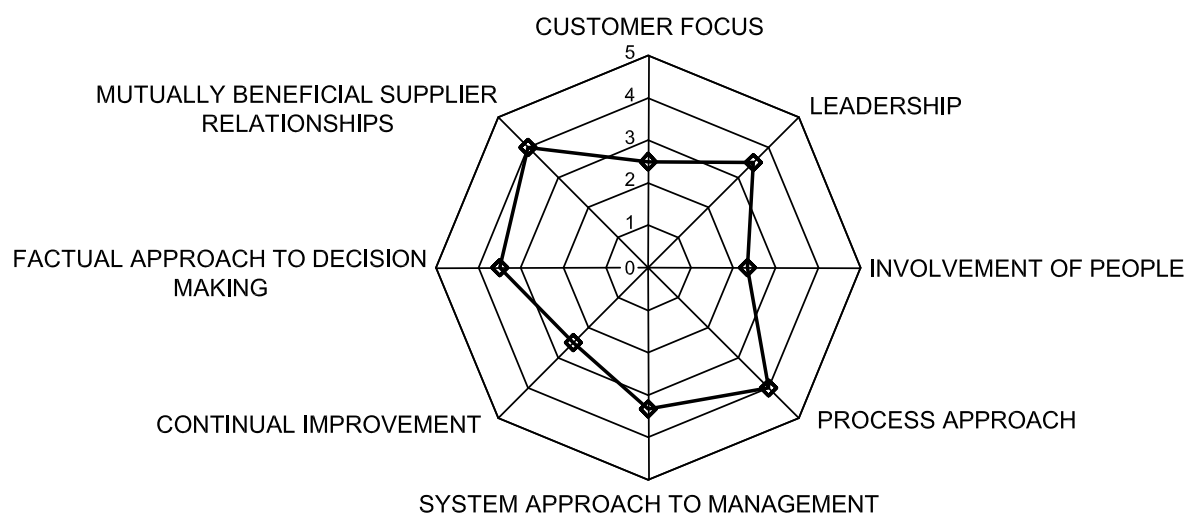 CUSTOMER FOCUS
5
MUTUALLY BENEFICIAL SUPPLIER
RELATIONSHIPS
4
LEADERSHIP
3
2
1
FACTUAL APPROACH TO DECISION
MAKING
0
INVOLVEMENT OF PEOPLE
CONTINUAL IMPROVEMENT
PROCESS APPROACH
SYSTEM APPROACH TO MANAGEMENT